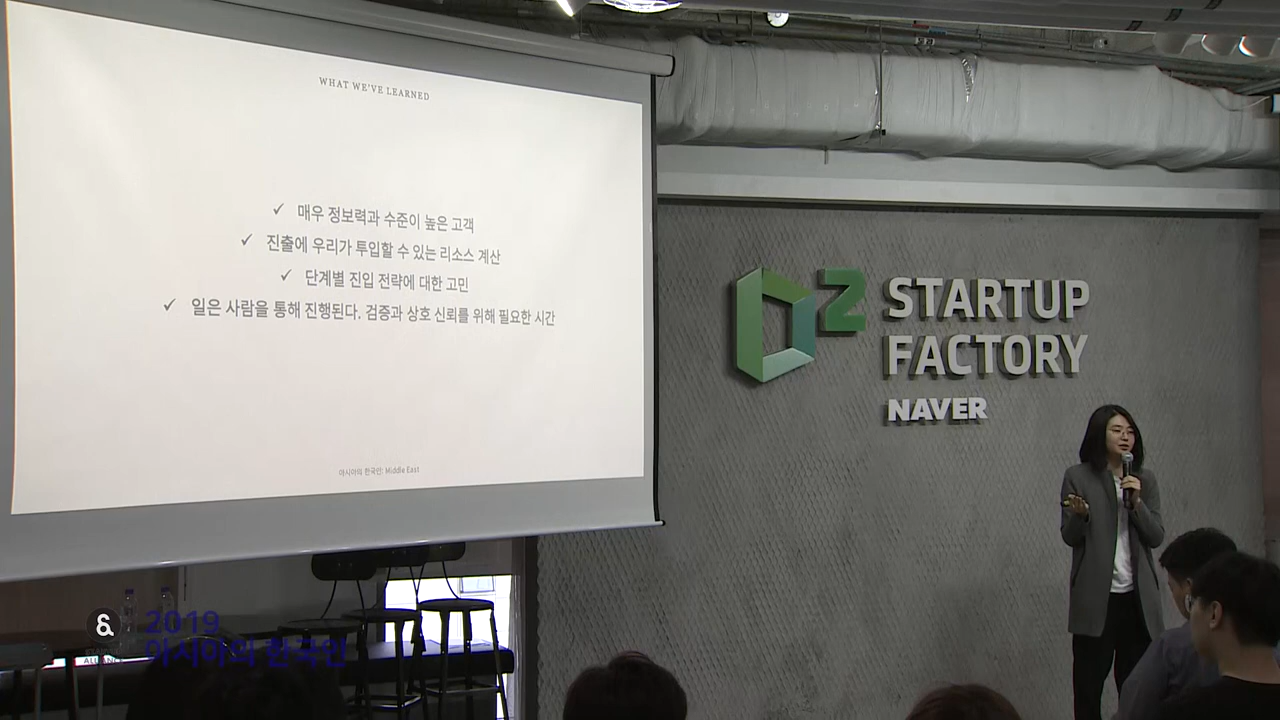 WHAT WE'VE LEARNED
✓ 매우 정보력과 수준이 높은 고객
✓ 진출에 우리가 투입할 수 있는 리소스 계산
✓ 단계별 진입 전략에 대한 고민
✓ 일은 사람을 통해 진행된다. 검증과 상호 신뢰를 위해 필요한 시간
아시아의 한국인: Middle East
D2 STARTUP
FACTORY
NAVER
&
ALLIANCE
2019
아시아의 한국인